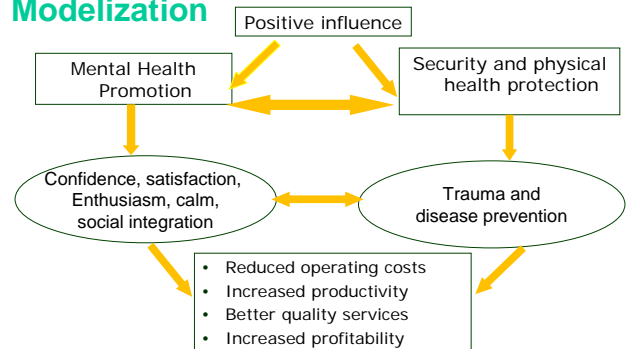 Modelization
Positive influence
Mental Health
Promotion
Security and physical
health protection
Confidence, satisfaction,
Enthusiasm, calm,
social integration
Trauma and
disease prevention
• Reduced operating costs
• Increased productivity
• Better quality services
• Increased profitability